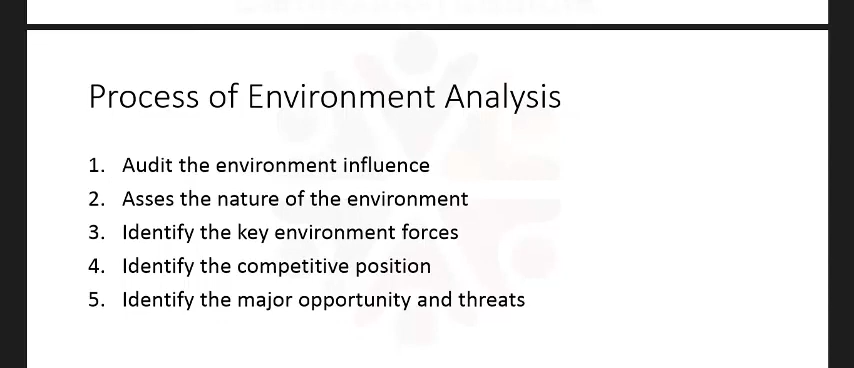 Process of Environment Analysis
1. Audit the environment influence
2. Asses the nature of the environment
3. Identify the key environment forces
4. Identify the competitive position
5. Identify the major opportunity and threats